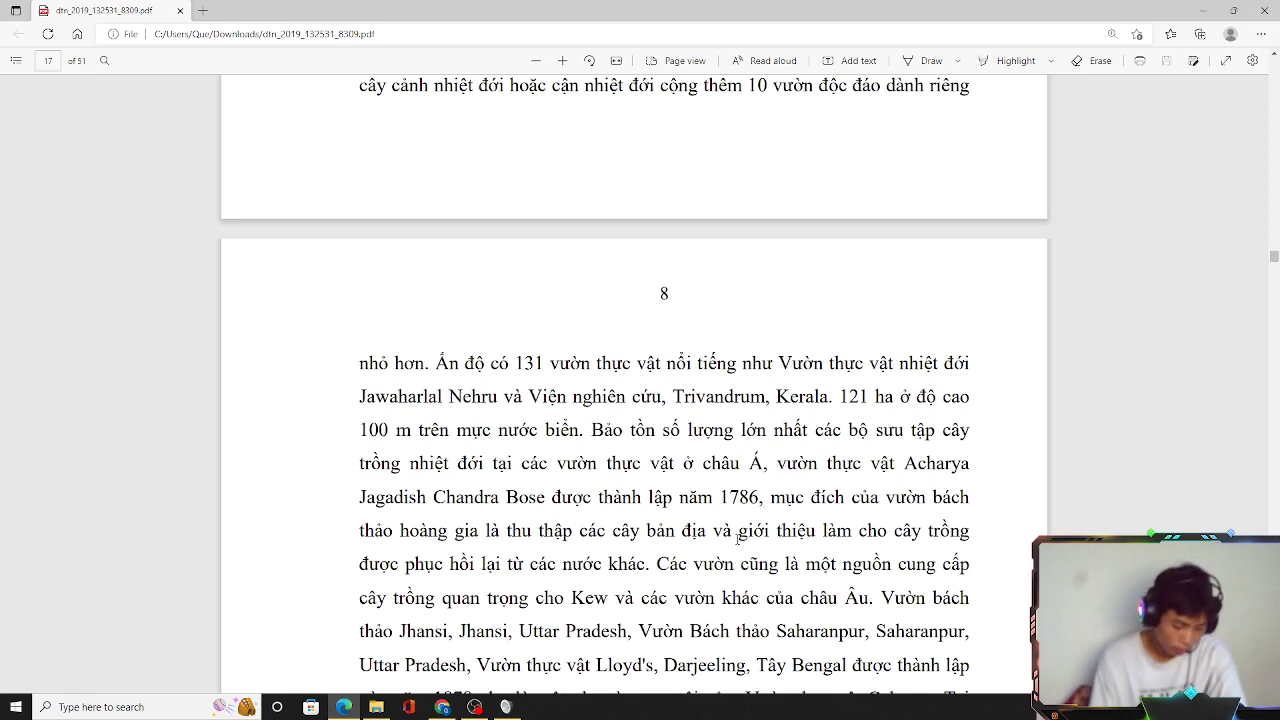 dtn_2019_132531_8309.pdf
File C:/Users/Que/Downloads/dtn_2019_132531_8309.pdf
17 of 51 Page view Read aloud Add text Draw Highlight Erase
cây cảnh nhiệt đới hoặc cận nhiệt đới cộng thêm 10 vườn độc đáo dành riêng
8
nhỏ hơn. Ấn độ có 131 vườn thực vật nổi tiếng như Vườn thực vật nhiệt đới
Jawaharlal Nehru và Viện nghiên cứu, Trivandrum, Kerala. 121 ha ở độ cao
100 m trên mực nước biển. Bảo tồn số lượng lớn nhất các bộ sưu tập cây
trồng nhiệt đới tại các vườn thực vật ở châu Á, vườn thực vật Acharya
Jagadish Chandra Bose được thành lập năm 1786, mục đích của vườn bách
thảo hoàng gia là thu thập các cây bản địa và giới thiệu làm cho cây trồng
được phục hồi lại từ các nước khác. Các vườn cũng là một nguồn cung cấp
cây trồng quan trọng cho Kew và các vườn khác của châu Âu. Vườn bách
thảo Jhansi, Jhansi, Uttar Pradesh, Vườn Bách thảo Saharanpur, Saharanpur,
Uttar Pradesh, Vườn thực vật Lloyd's, Darjeeling, Tây Bengal được thành lập
Type here to search